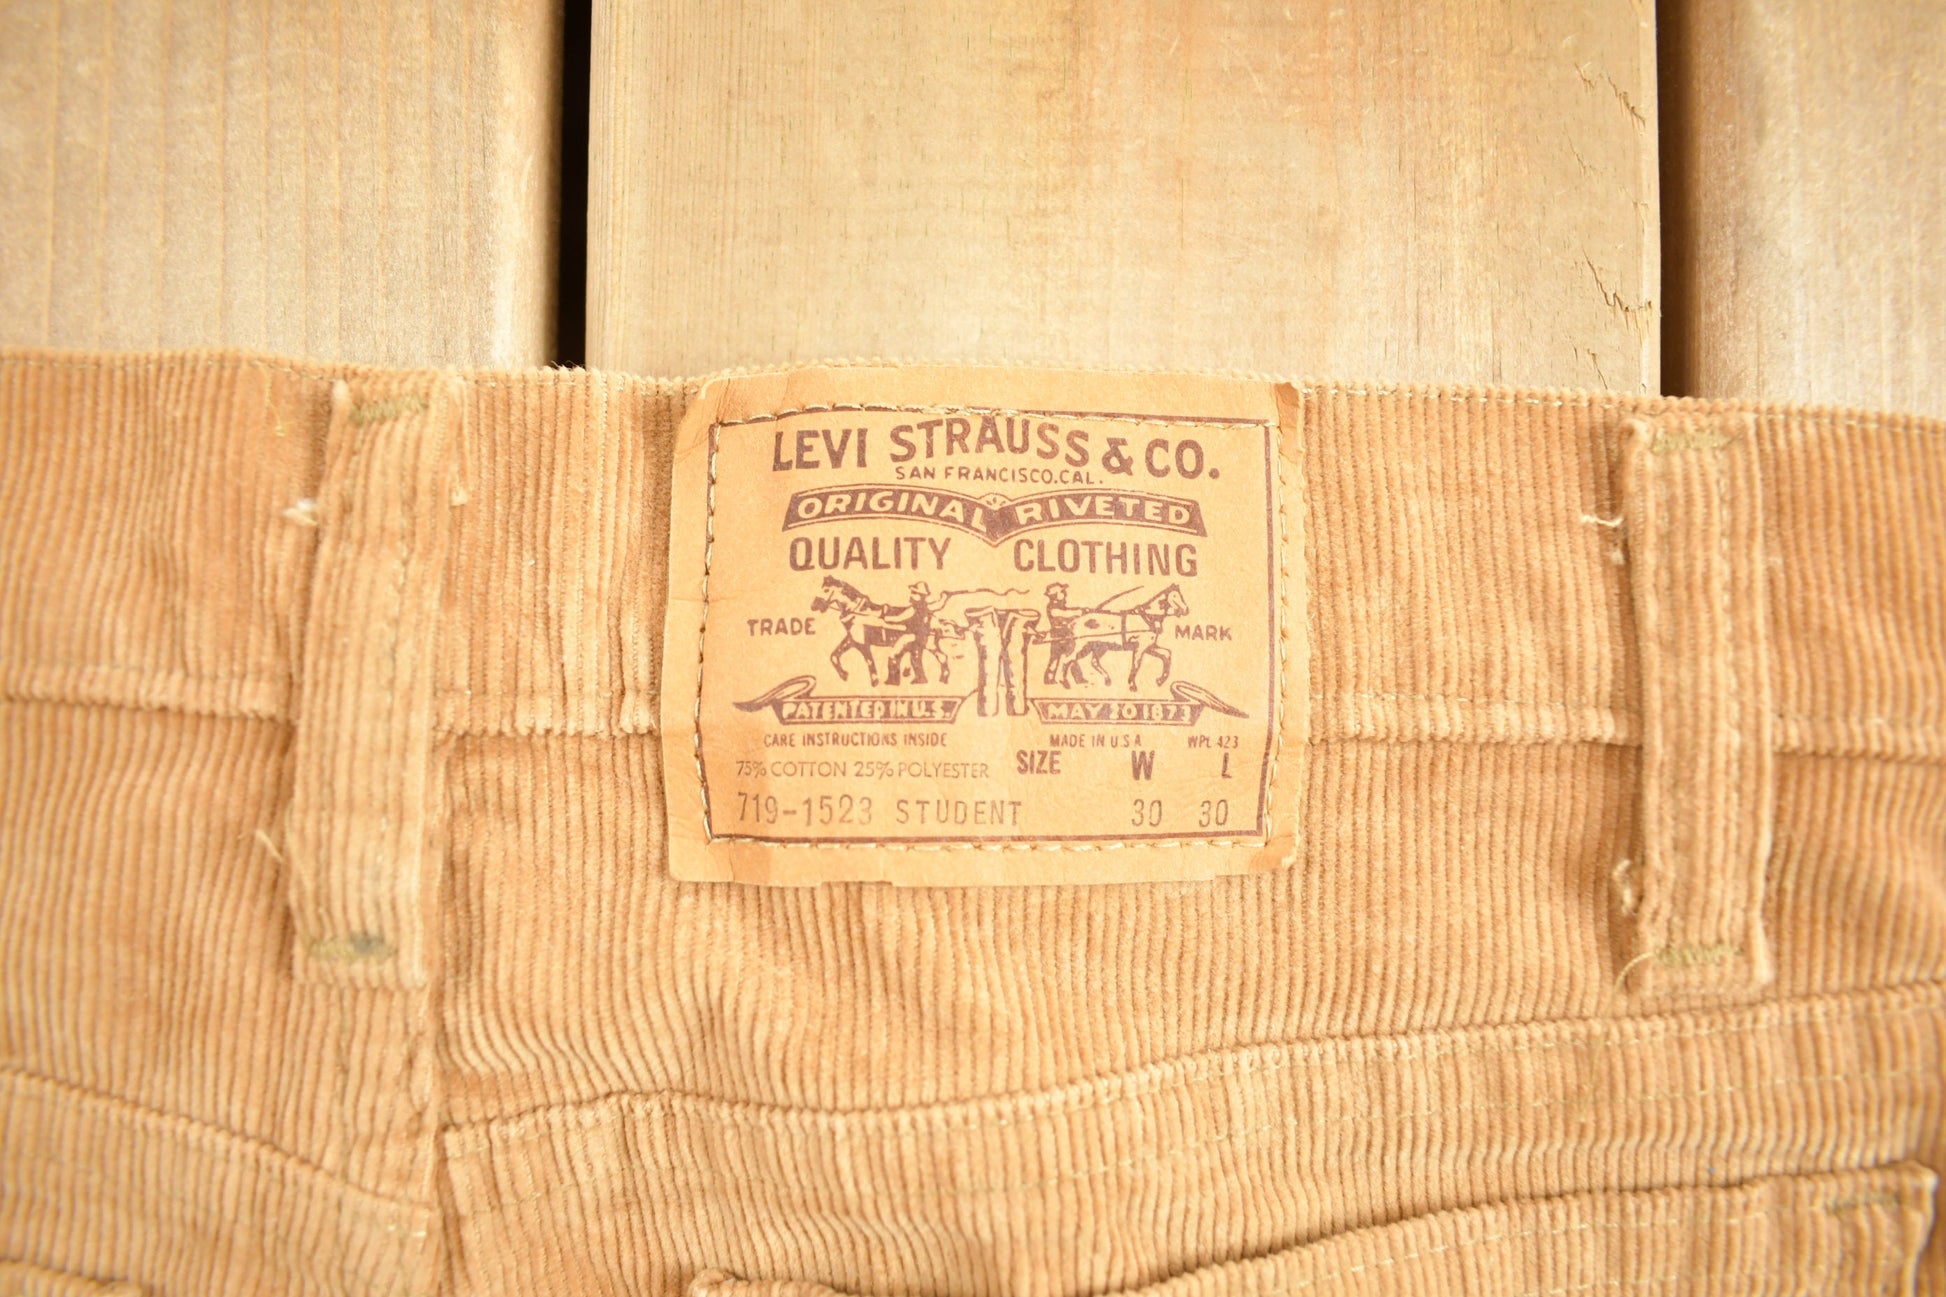 LEVI STRAUSS & CO.
SAN FRANCISCO.CAL.
ORIGINAL RIVETED
QUALITY CLOTHING
TRADE MARK
PATENTED IN U.S. MAY 20 1873
CARE INSTRUCTIONS INSIDE MADE IN U S A WPL 423
75% COTTON 25% POLYESTER SIZE W L
719-1523 STUDENT 30 30